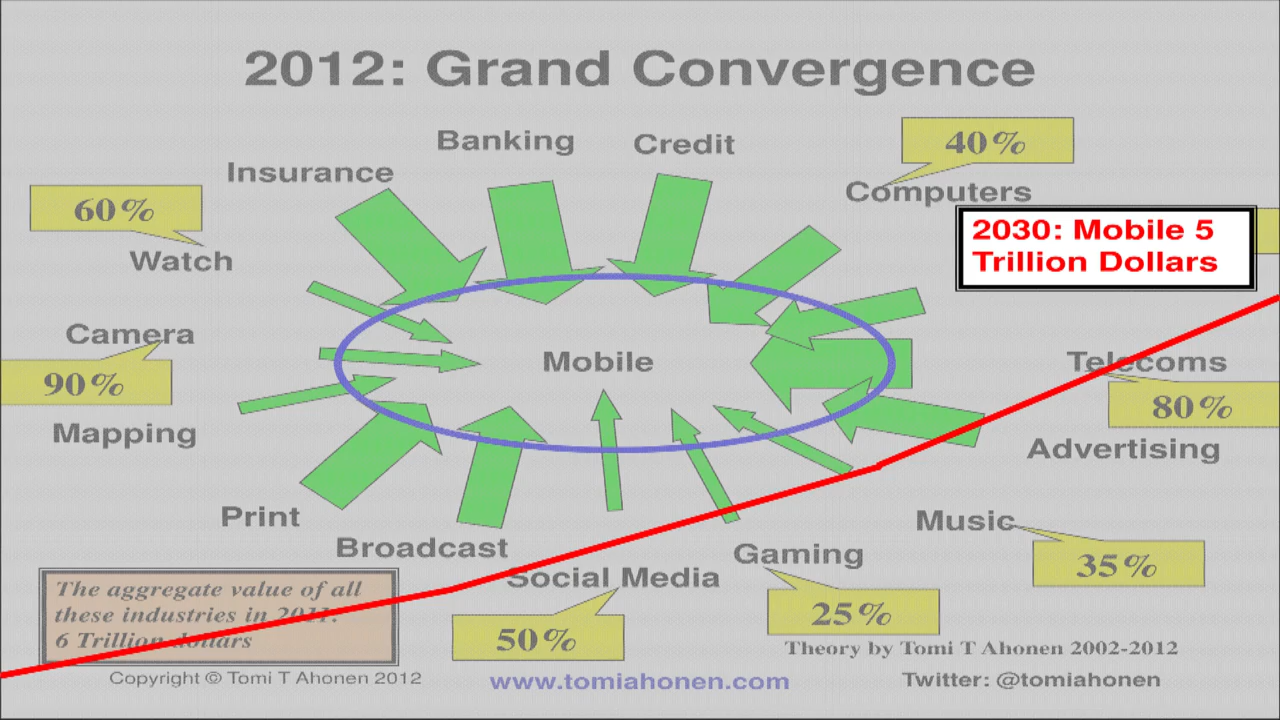 2012: Grand Convergence
Banking
Credit
40%
Insurance
Computers
60%
2030: Mobile 5
Trillion Dollars
Watch
Camera
Mobile
Telecoms
90%
80%
Mapping
Advertising
Print
Music
Broadcast
Gaming
35%
Social Media
The aggregate value of all
these industries in 2011:
6 Trillion dollars
25%
50%
Theory by Tomi T Ahonen 2002-2012
Copyright © Tomi T Ahonen 2012
www.tomiahonen.com
Twitter: @tomiahonen